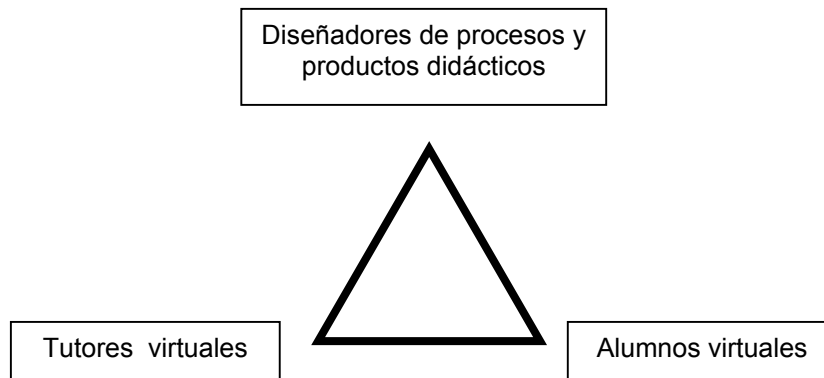 Diseñadores de procesos y
productos didácticos
Tutores virtuales
Alumnos virtuales